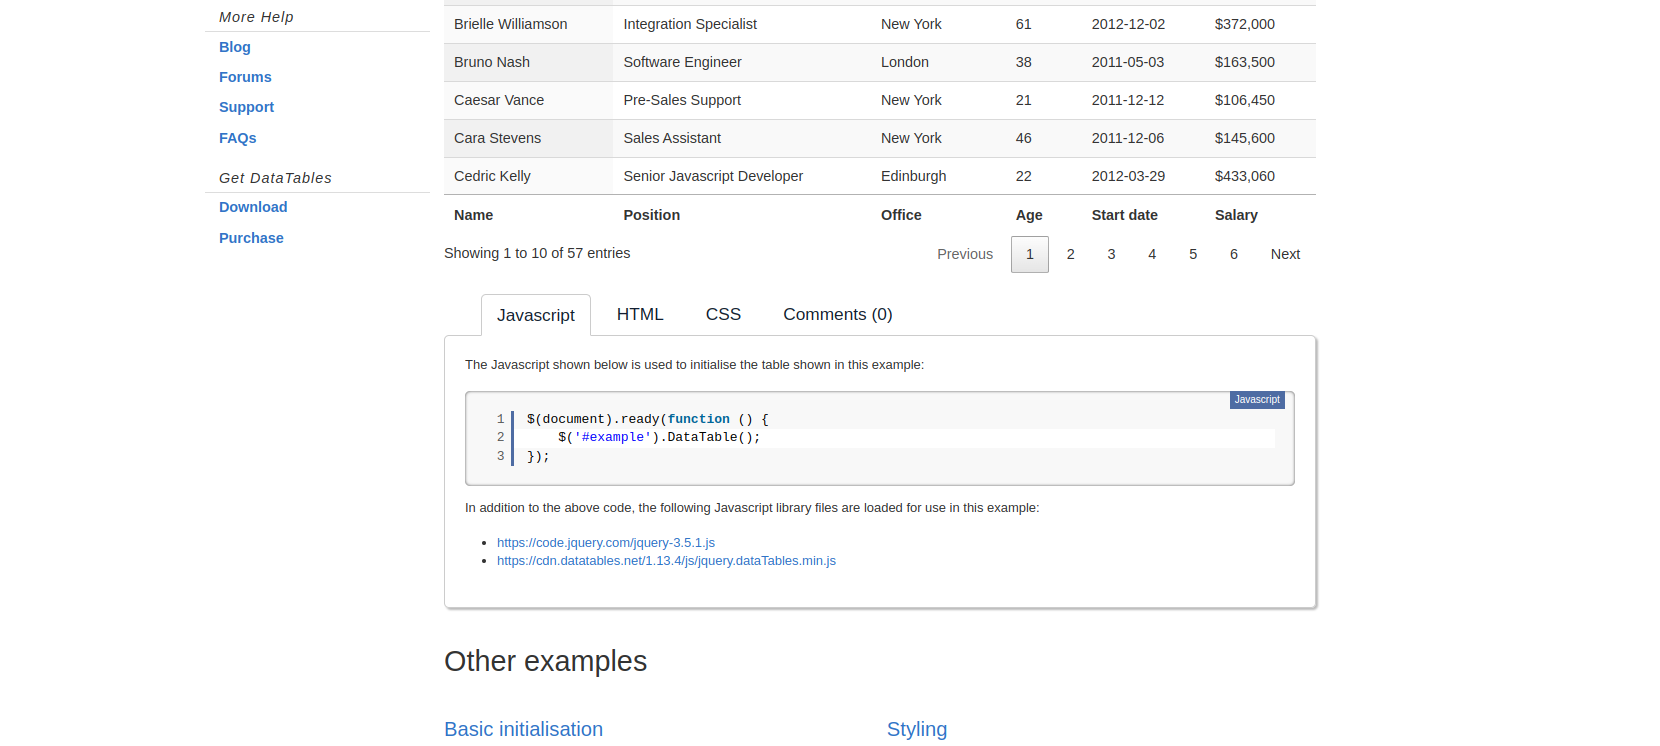 More Help
Blog
Forums
Support
FAQs
Get DataTables
Download
Purchase
Brielle Williamson Integration Specialist New York 61 2012-12-02 $372,000
Bruno Nash Software Engineer London 38 2011-05-03 $163,500
Caesar Vance Pre-Sales Support New York 21 2011-12-12 $106,450
Cara Stevens Sales Assistant New York 46 2011-12-06 $145,600
Cedric Kelly Senior Javascript Developer Edinburgh 22 2012-03-29 $433,060
Name Position Office Age Start date Salary
Showing 1 to 10 of 57 entries Previous 1 2 3 4 5 6 Next
Javascript HTML CSS Comments (0)
The Javascript shown below is used to initialise the table shown in this example:
Javascript
1 $(document).ready(function () {
2     $('#example').DataTable();
3 });
In addition to the above code, the following Javascript library files are loaded for use in this example:
• https://code.jquery.com/jquery-3.5.1.js
• https://cdn.datatables.net/1.13.4/js/jquery.dataTables.min.js
Other examples
Basic initialisation Styling